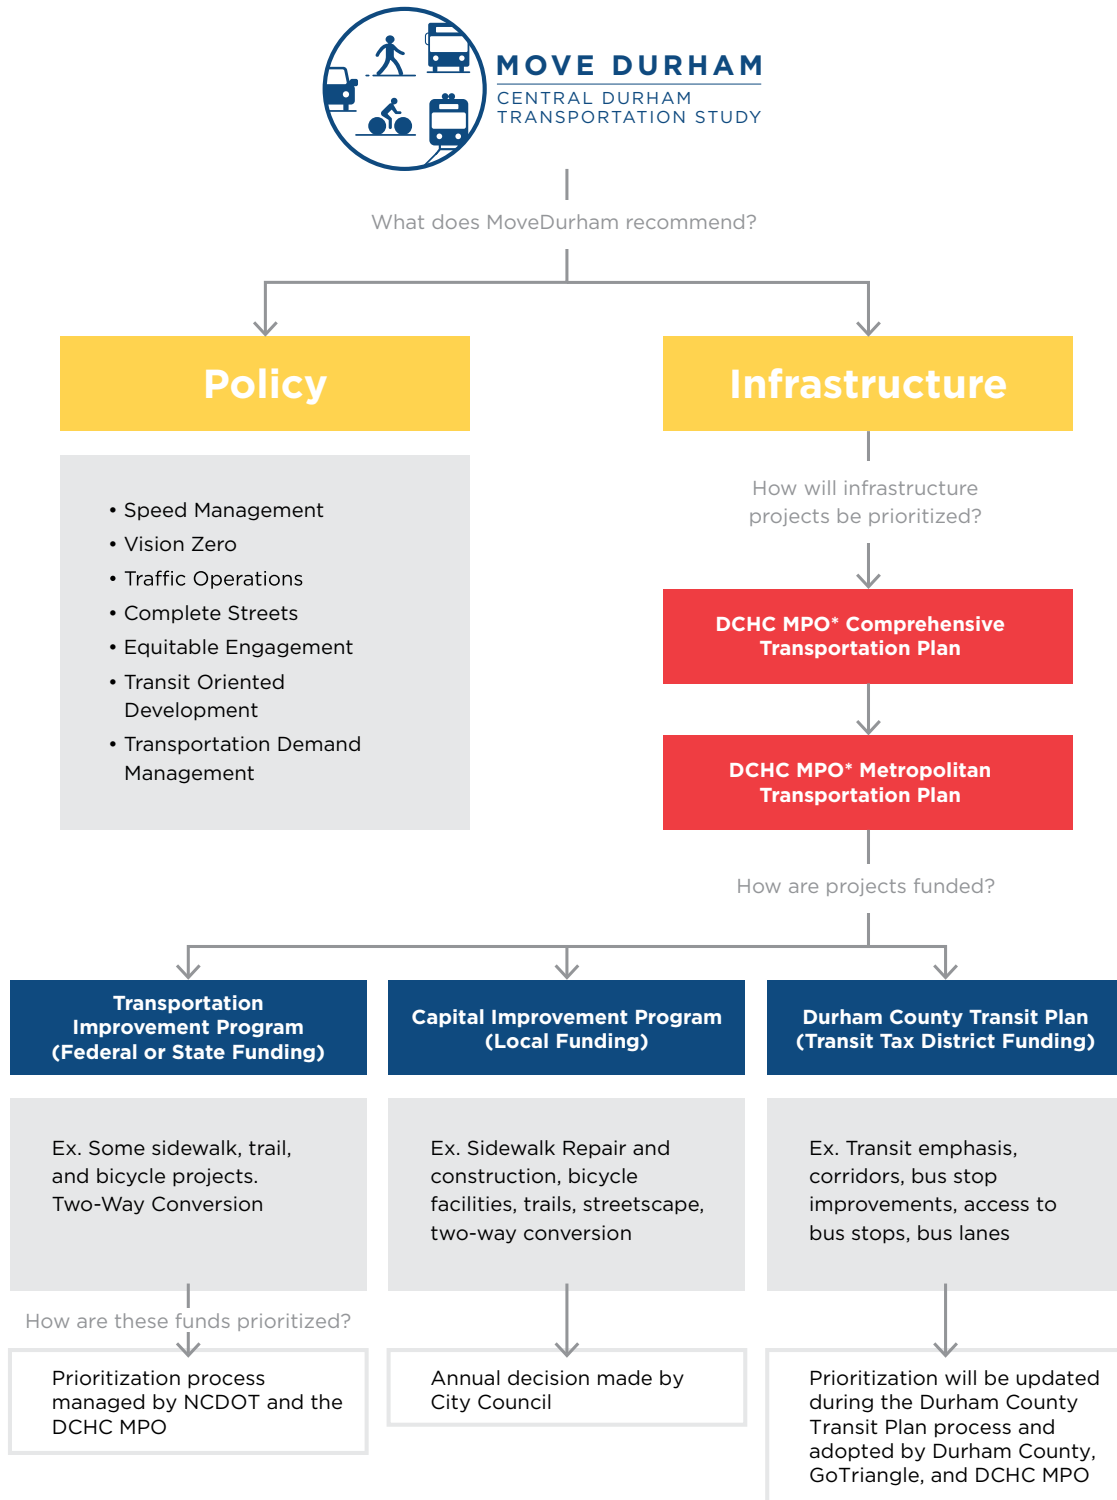 MOVE DURHAM
CENTRAL DURHAM
TRANSPORTATION STUDY
What does MoveDurham recommend?
Policy
• Speed Management
• Vision Zero
• Traffic Operations
• Complete Streets
• Equitable Engagement
• Transit Oriented
Development
• Transportation Demand
Management
Infrastructure
How will infrastructure
projects be prioritized?
DCHC MPO* Comprehensive
Transportation Plan
DCHC MPO* Metropolitan
Transportation Plan
How are projects funded?
Transportation
Improvement Program
(Federal or State Funding)
Capital Improvement Program
(Local Funding)
Durham County Transit Plan
(Transit Tax District Funding)
Ex. Some sidewalk, trail,
and bicycle projects.
Two-Way Conversion
Ex. Sidewalk Repair and
construction, bicycle
facilities, trails, streetscape,
two-way conversion
Ex. Transit emphasis,
corridors, bus stop
improvements, access to
bus stops, bus lanes
How are these funds prioritized?
Prioritization process
managed by NCDOT and the
DCHC MPO
Annual decision made by
City Council
Prioritization will be updated
during the Durham County
Transit Plan process and
adopted by Durham County,
GoTriangle, and DCHC MPO